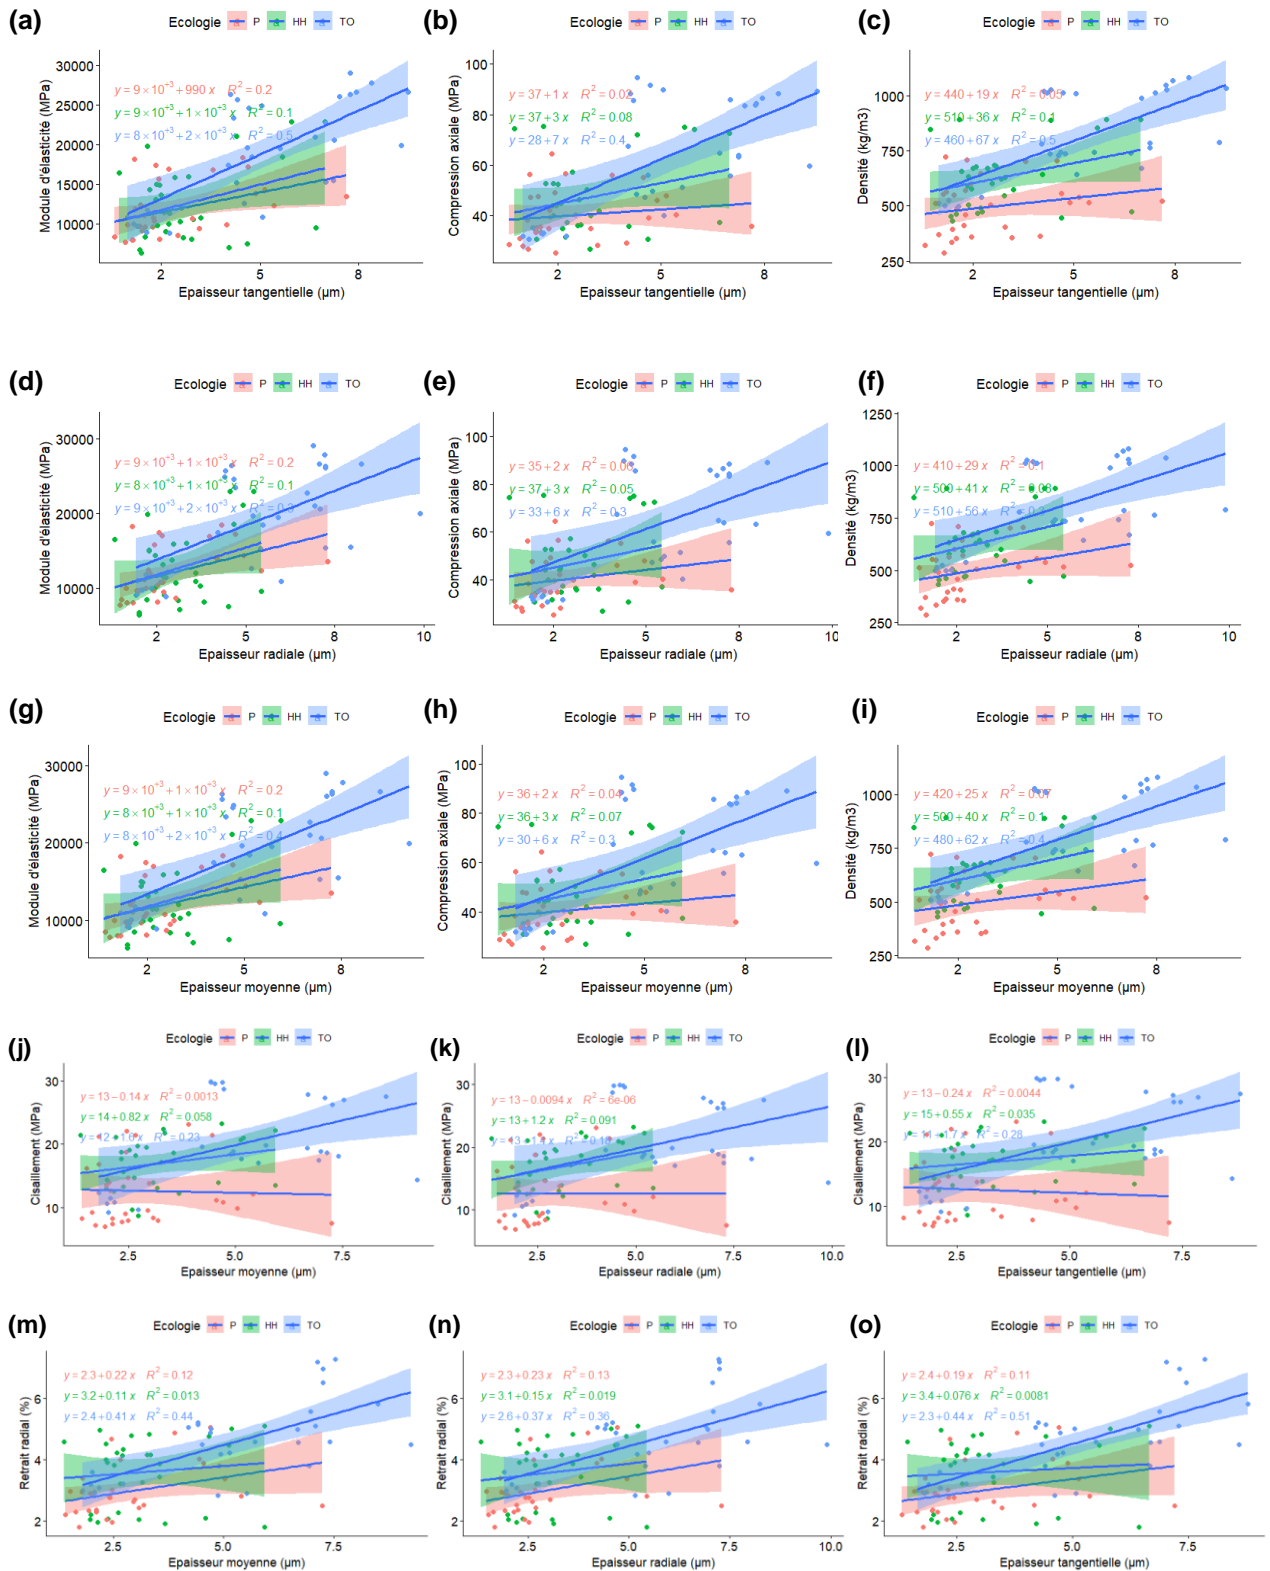 (a) Ecologie P HH TO
Module d'élasticité (MPa)
30000
25000
20000
15000
10000
y = 9×10⁺³ + 990 x R² = 0.2
y = 9×10⁺³ + 1×10⁺³ x R² = 0.1
y = 8×10⁺³ + 2×10⁺³ x R² = 0.5
2 5 8
Epaisseur tangentielle (µm)
(b) Ecologie P HH TO
Compression axiale (MPa)
100
80
60
40
y = 37 + 1 x R² = 0.02
y = 37 + 3 x R² = 0.08
y = 28 + 7 x R² = 0.4
2 5 8
Epaisseur tangentielle (µm)
(c) Ecologie P HH TO
Densité (kg/m3)
1000
750
500
250
y = 440 + 19 x R² = 0.05
y = 510 + 36 x R² = 0.1
y = 460 + 67 x R² = 0.5
2 5 8
Epaisseur tangentielle (µm)
(d) Ecologie P HH TO
Module d'élasticité (MPa)
30000
20000
10000
y = 9×10⁺³ + 1×10⁺³ x R² = 0.2
y = 8×10⁺³ + 1×10⁺³ x R² = 0.1
y = 9×10⁺³ + 2×10⁺³ x R² = 0.3
2 5 8 10
Epaisseur radiale (µm)
(e) Ecologie P HH TO
Compression axiale (MPa)
100
80
60
40
y = 35 + 2 x R² = 0.06
y = 37 + 3 x R² = 0.05
y = 33 + 6 x R² = 0.3
2 5 8 10
Epaisseur radiale (µm)
(f) Ecologie P HH TO
Densité (kg/m3)
1250
1000
750
500
250
y = 410 + 29 x R² = 0.1
y = 500 + 41 x R² = 0.08
y = 510 + 56 x
2 5 8 10
Epaisseur radiale (µm)
(g) Ecologie P HH TO
Module d'élasticité (MPa)
30000
20000
10000
y = 9×10⁺³ + 1×10⁺³ x R² = 0.2
y = 8×10⁺³ + 1×10⁺³ x R² = 0.1
y = 8×10⁺³ + 2×10⁺³ x R² = 0.4
2 5 8
Epaisseur moyenne (µm)
(h) Ecologie P HH TO
Compression axiale (MPa)
100
80
60
40
y = 36 + 2 x R² = 0.04
y = 36 + 3 x R² = 0.07
y = 30 + 6 x R² = 0.3
2 5 8
Epaisseur moyenne (µm)
(i) Ecologie P HH TO
Densité (kg/m3)
1000
750
500
250
y = 420 + 25 x R² = 0.07
y = 500 + 40 x R² = 0.1
y = 480 + 62 x R² = 0.4
2 5 8
Epaisseur moyenne (µm)
(j) Ecologie P HH TO
Cisaillement (MPa)
30
20
10
y = 13 − 0.14 x R² = 0.0013
y = 14 + 0.82 x R² = 0.058
y = 12 + 1.6 x R² = 0.23
2.5 5.0 7.5
Epaisseur moyenne (µm)
(k) Ecologie P HH TO
Cisaillement (MPa)
30
20
10
y = 13 − 0.0094 x R² = 6e-06
y = 13 + 1.2 x R² = 0.091
y = 13 + 1.4 x R² = 0.18
2.5 5.0 7.5 10.0
Epaisseur radiale (µm)
(l) Ecologie P HH TO
Cisaillement (MPa)
30
20
10
y = 13 − 0.24 x R² = 0.0044
y = 15 + 0.55 x R² = 0.035
y = 11 + 1.7 x R² = 0.28
2.5 5.0 7.5
Epaisseur tangentielle (µm)
(m) Ecologie P HH TO
Retrait radial (%)
6
4
2
y = 2.3 + 0.22 x R² = 0.12
y = 3.2 + 0.11 x R² = 0.013
y = 2.4 + 0.41 x R² = 0.44
2.5 5.0 7.5
Epaisseur moyenne (µm)
(n) Ecologie P HH TO
Retrait radial (%)
6
4
2
y = 2.3 + 0.23 x R² = 0.13
y = 3.1 + 0.15 x R² = 0.019
y = 2.6 + 0.37 x R² = 0.36
2.5 5.0 7.5 10.0
Epaisseur radiale (µm)
(o) Ecologie P HH TO
Retrait radial (%)
6
4
2
y = 2.4 + 0.19 x R² = 0.11
y = 3.4 + 0.076 x R² = 0.0081
y = 2.3 + 0.44 x R² = 0.51
2.5 5.0 7.5
Epaisseur tangentielle (µm)